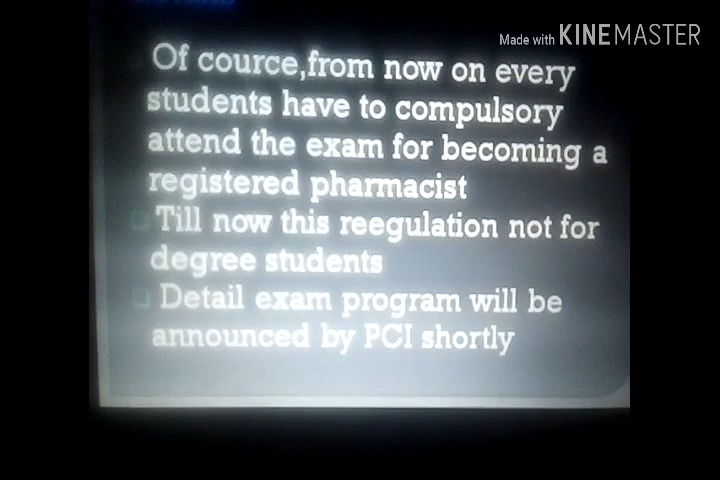 Made with KINEMASTER
Of cource,from now on every
students have to compulsory
attend the exam for becoming a
registered pharmacist
Till now this reegulation not for
degree students
Detail exam program will be
announced by PCI shortly